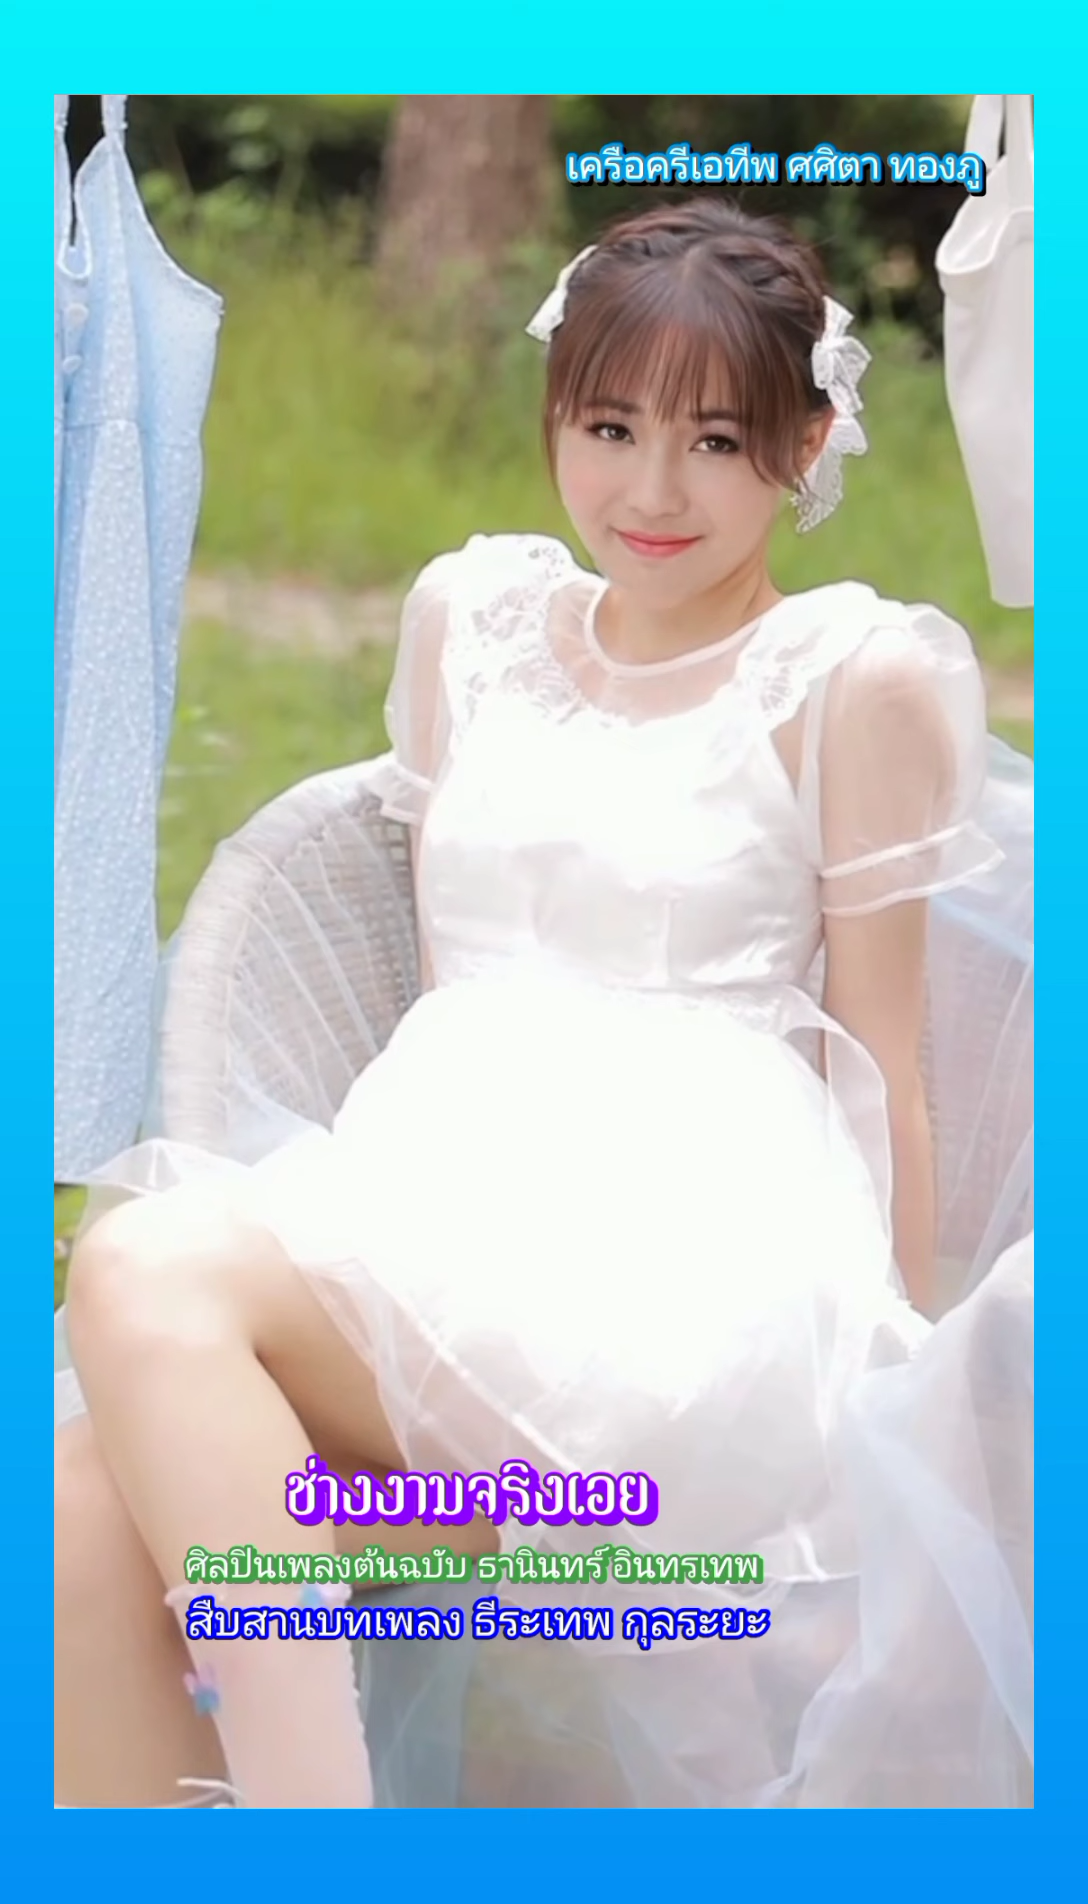 เครือครีเอทีพ ศศิตา ทองภู
ช่างงามจริงเอย
ศิลปินเพลงต้นฉบับ ธานินทร์ อินทรเทพ
สืบสานบทเพลง ธีระเทพ กุลระยะ